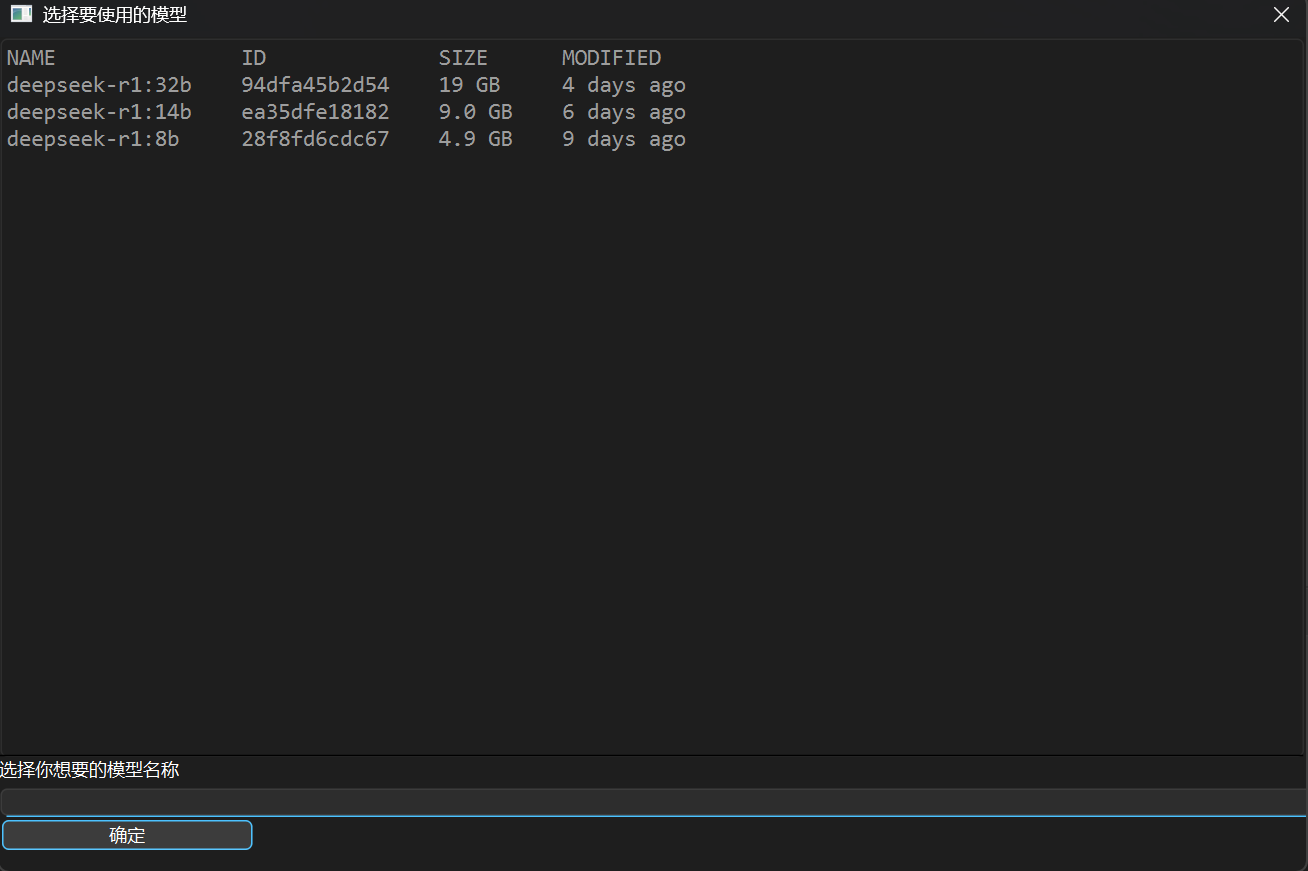 选择要使用的模型
NAME ID SIZE MODIFIED
deepseek-r1:32b 94dfa45b2d54 19 GB 4 days ago
deepseek-r1:14b ea35dfe18182 9.0 GB 6 days ago
deepseek-r1:8b 28f8fd6cdc67 4.9 GB 9 days ago
选择你想要的模型名称
确定